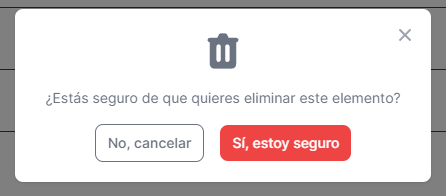 ¿Estás seguro de que quieres eliminar este elemento?
No, cancelar
Sí, estoy seguro